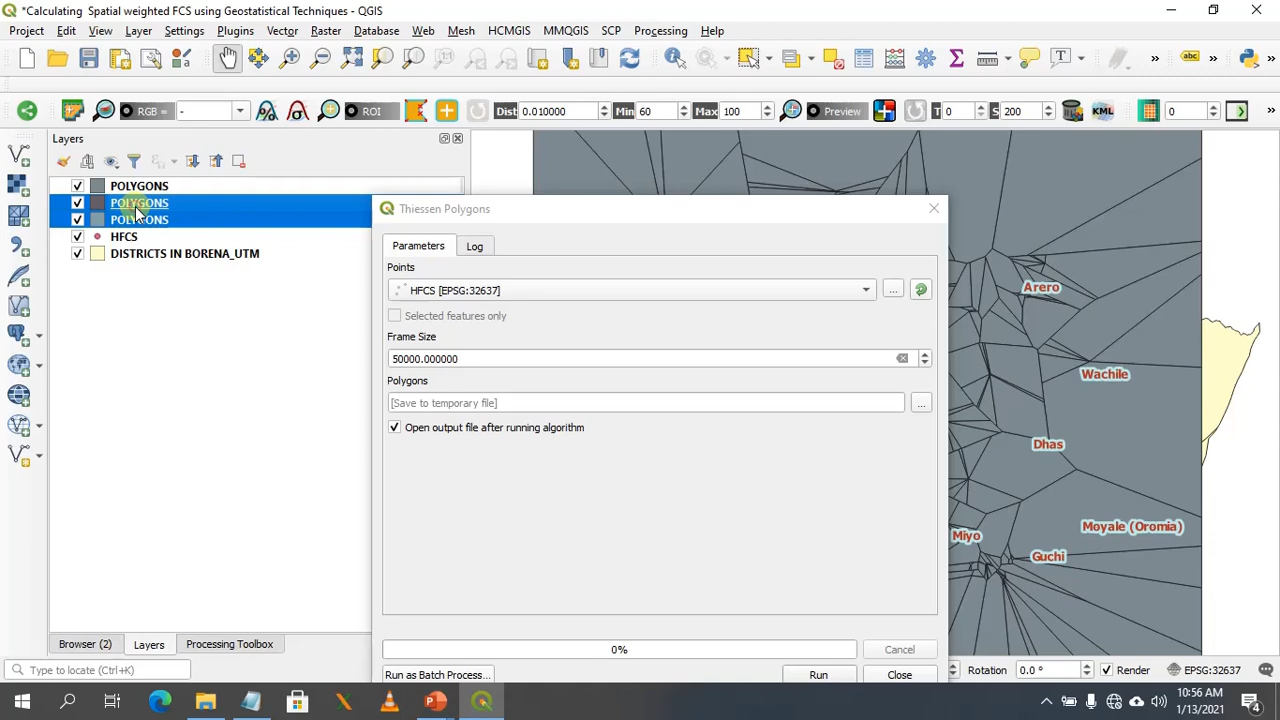 *Calculating Spatial weighted FCS using Geostatistical Techniques - QGIS
Project Edit View Layer Settings Plugins Vector Raster Database Web Mesh HCMGIS MMQGIS SCP Processing Help
RGB = - ROI Dist 0.010000 Min 60 Max 100 Preview T 0 S 200 KML 0
Layers
POLYGONS
POLYGONS
POLYGONS
HFCS
DISTRICTS IN BORENA_UTM
Thiessen Polygons
Parameters Log
Points
HFCS [EPSG:32637]
Selected features only
Frame Size
50000.000000
Polygons
[Save to temporary file]
Open output file after running algorithm
0%
Cancel
Run as Batch Process...
Run
Close
Arero
Wachile
Dhas
Moyale (Oromia)
Miyo
Guchi
Browser (2) Layers Processing Toolbox
Type to locate (Ctrl+K)
Rotation 0.0 ° Render EPSG:32637
10:56 AM
1/13/2021
4